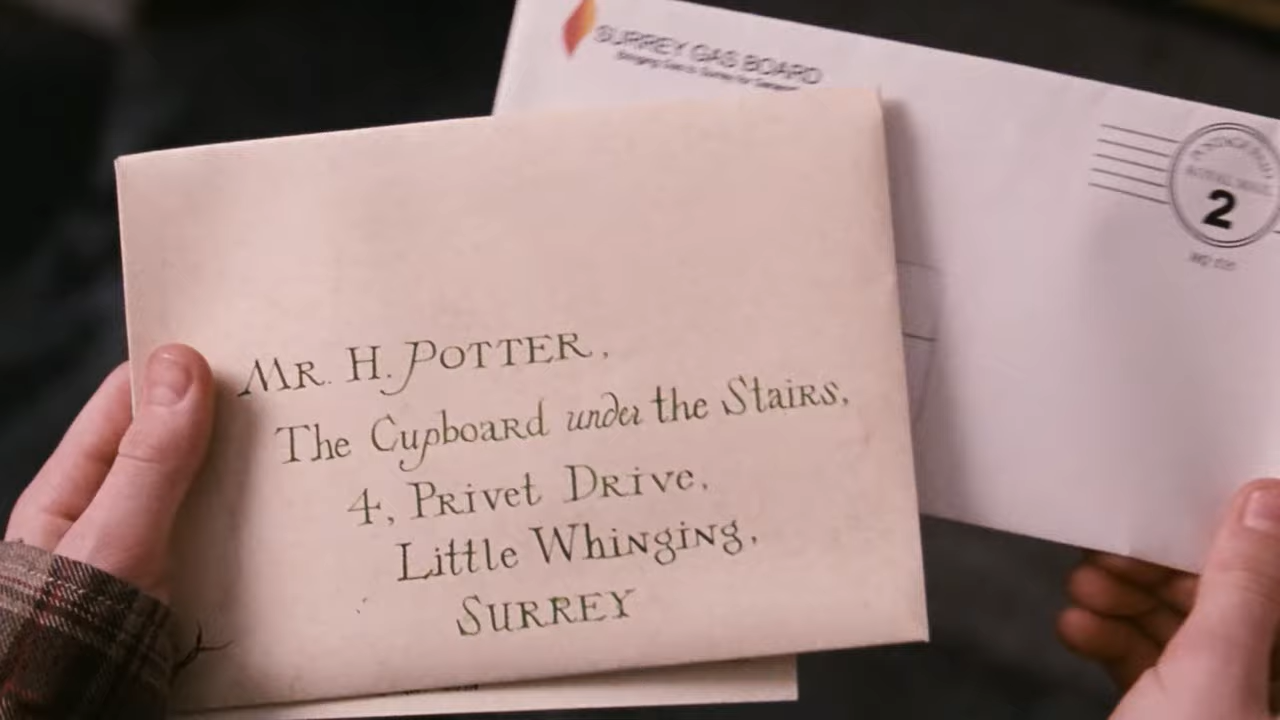 SURREY GAS BOARD
MR. H. POTTER,
The Cupboard under the Stairs,
4, Privet Drive,
Little Whinging,
SURREY
2